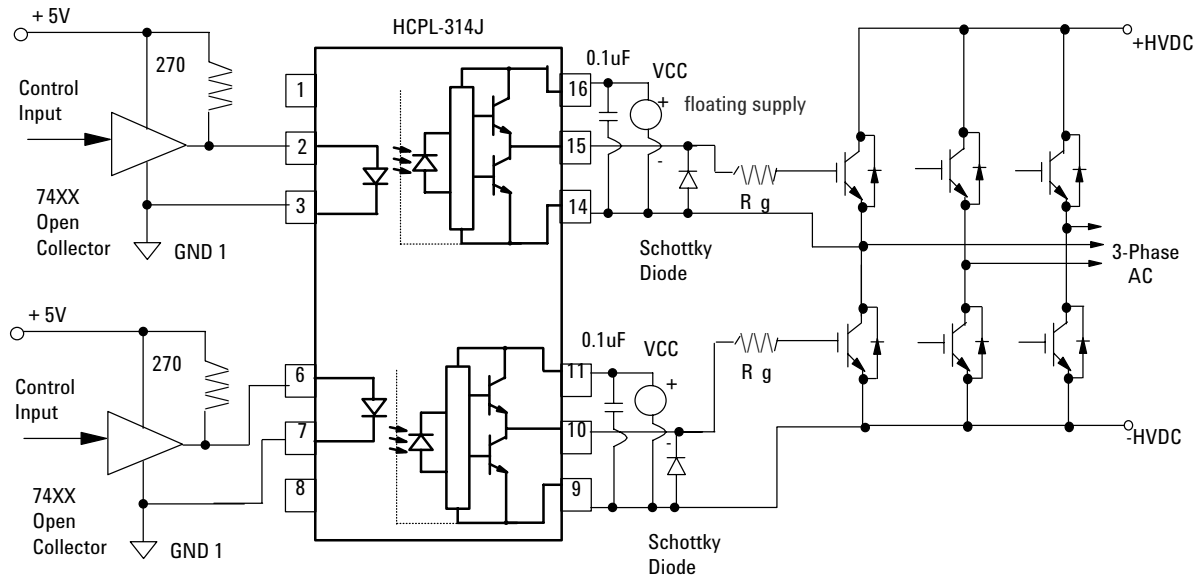 + 5V
HCPL-314J
270
0.1uF
VCC
+HVDC
1
16
+
floating supply
Control
Input
2
15
-
3
14
R g
74XX
Open
Collector
GND 1
Schottky
Diode
3-Phase
AC
+ 5V
270
0.1uF
VCC
6
11
+
R g
Control
Input
7
10
-
-HVDC
8
9
74XX
Open
Collector
GND 1
Schottky
Diode